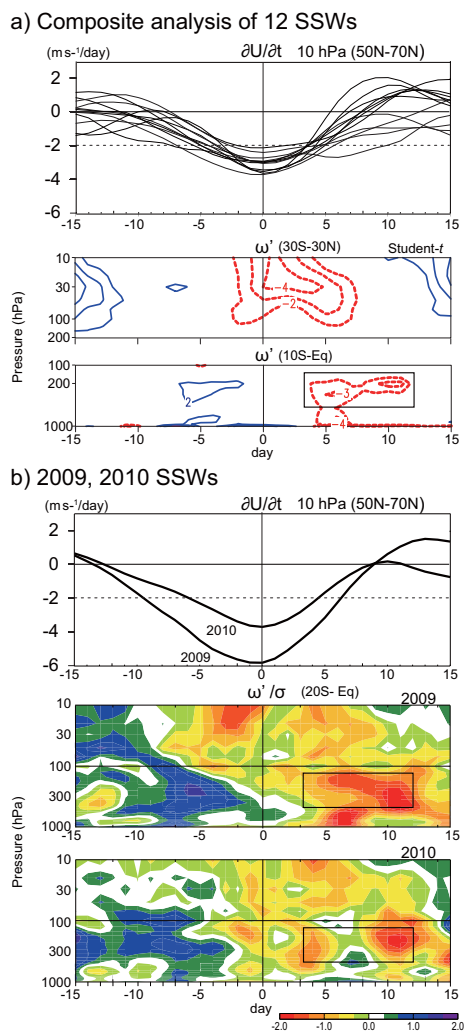 a) Composite analysis of 12 SSWs
(m s-1/day) ∂U/∂t 10 hPa (50N-70N)
2
0
-2
-4
-6
-15 -10 -5 0 5 10 15
ω' (30S-30N) Student-t
10
30
100
200
-4
-2
Pressure (hPa)
ω' (10S-Eq)
100
200
1000
2
-3
-4
-15 -10 -5 0 5 10 15
day
b) 2009, 2010 SSWs
(m s-1/day) ∂U/∂t 10 hPa (50N-70N)
2
0
-2
-4
-6
2010
2009
-15 -10 -5 0 5 10 15
ω'/σ (20S- Eq) 2009
10
30
100
300
1000
-15 -10 -5 0 5 10 15
Pressure (hPa)
2010
10
30
100
300
1000
-15 -10 -5 0 5 10 15
day
-2.0 -1.0 0.0 1.0 2.0